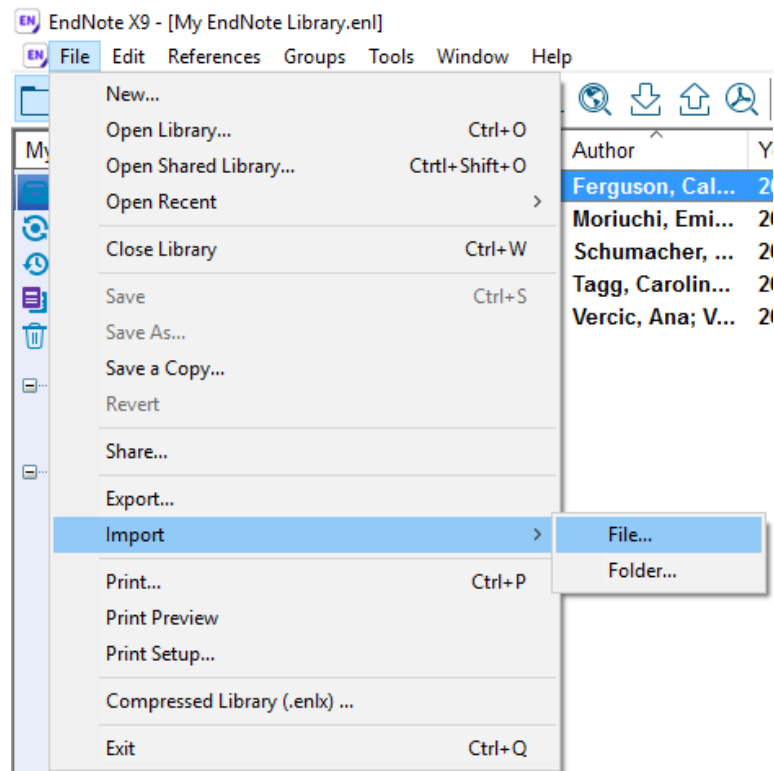 EN EndNote X9 - [My EndNote Library.enl]
EN File Edit References Groups Tools Window Help
New...
Open Library... Ctrl+O
Open Shared Library... Ctrtl+Shift+O
Open Recent
Close Library Ctrl+W
Save Ctrl+S
Save As...
Save a Copy...
Revert
Share...
Export...
Import
Print... Ctrl+P
Print Preview
Print Setup...
Compressed Library (.enlx) ...
Exit Ctrl+Q
File...
Folder...
My
Author
Ferguson, Cal...
Moriuchi, Emi...
Schumacher, ...
Tagg, Carolin...
Vercic, Ana; V...